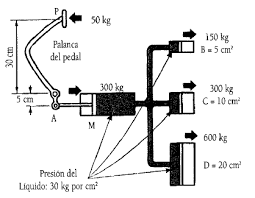 P
50 kg
30 cm
Palanca
del pedal
5 cm
A
M
300 kg
150 kg
B = 5 cm²
300 kg
C = 10 cm²
600 kg
D = 20 cm²
Presión del
Líquido: 30 kg por cm²